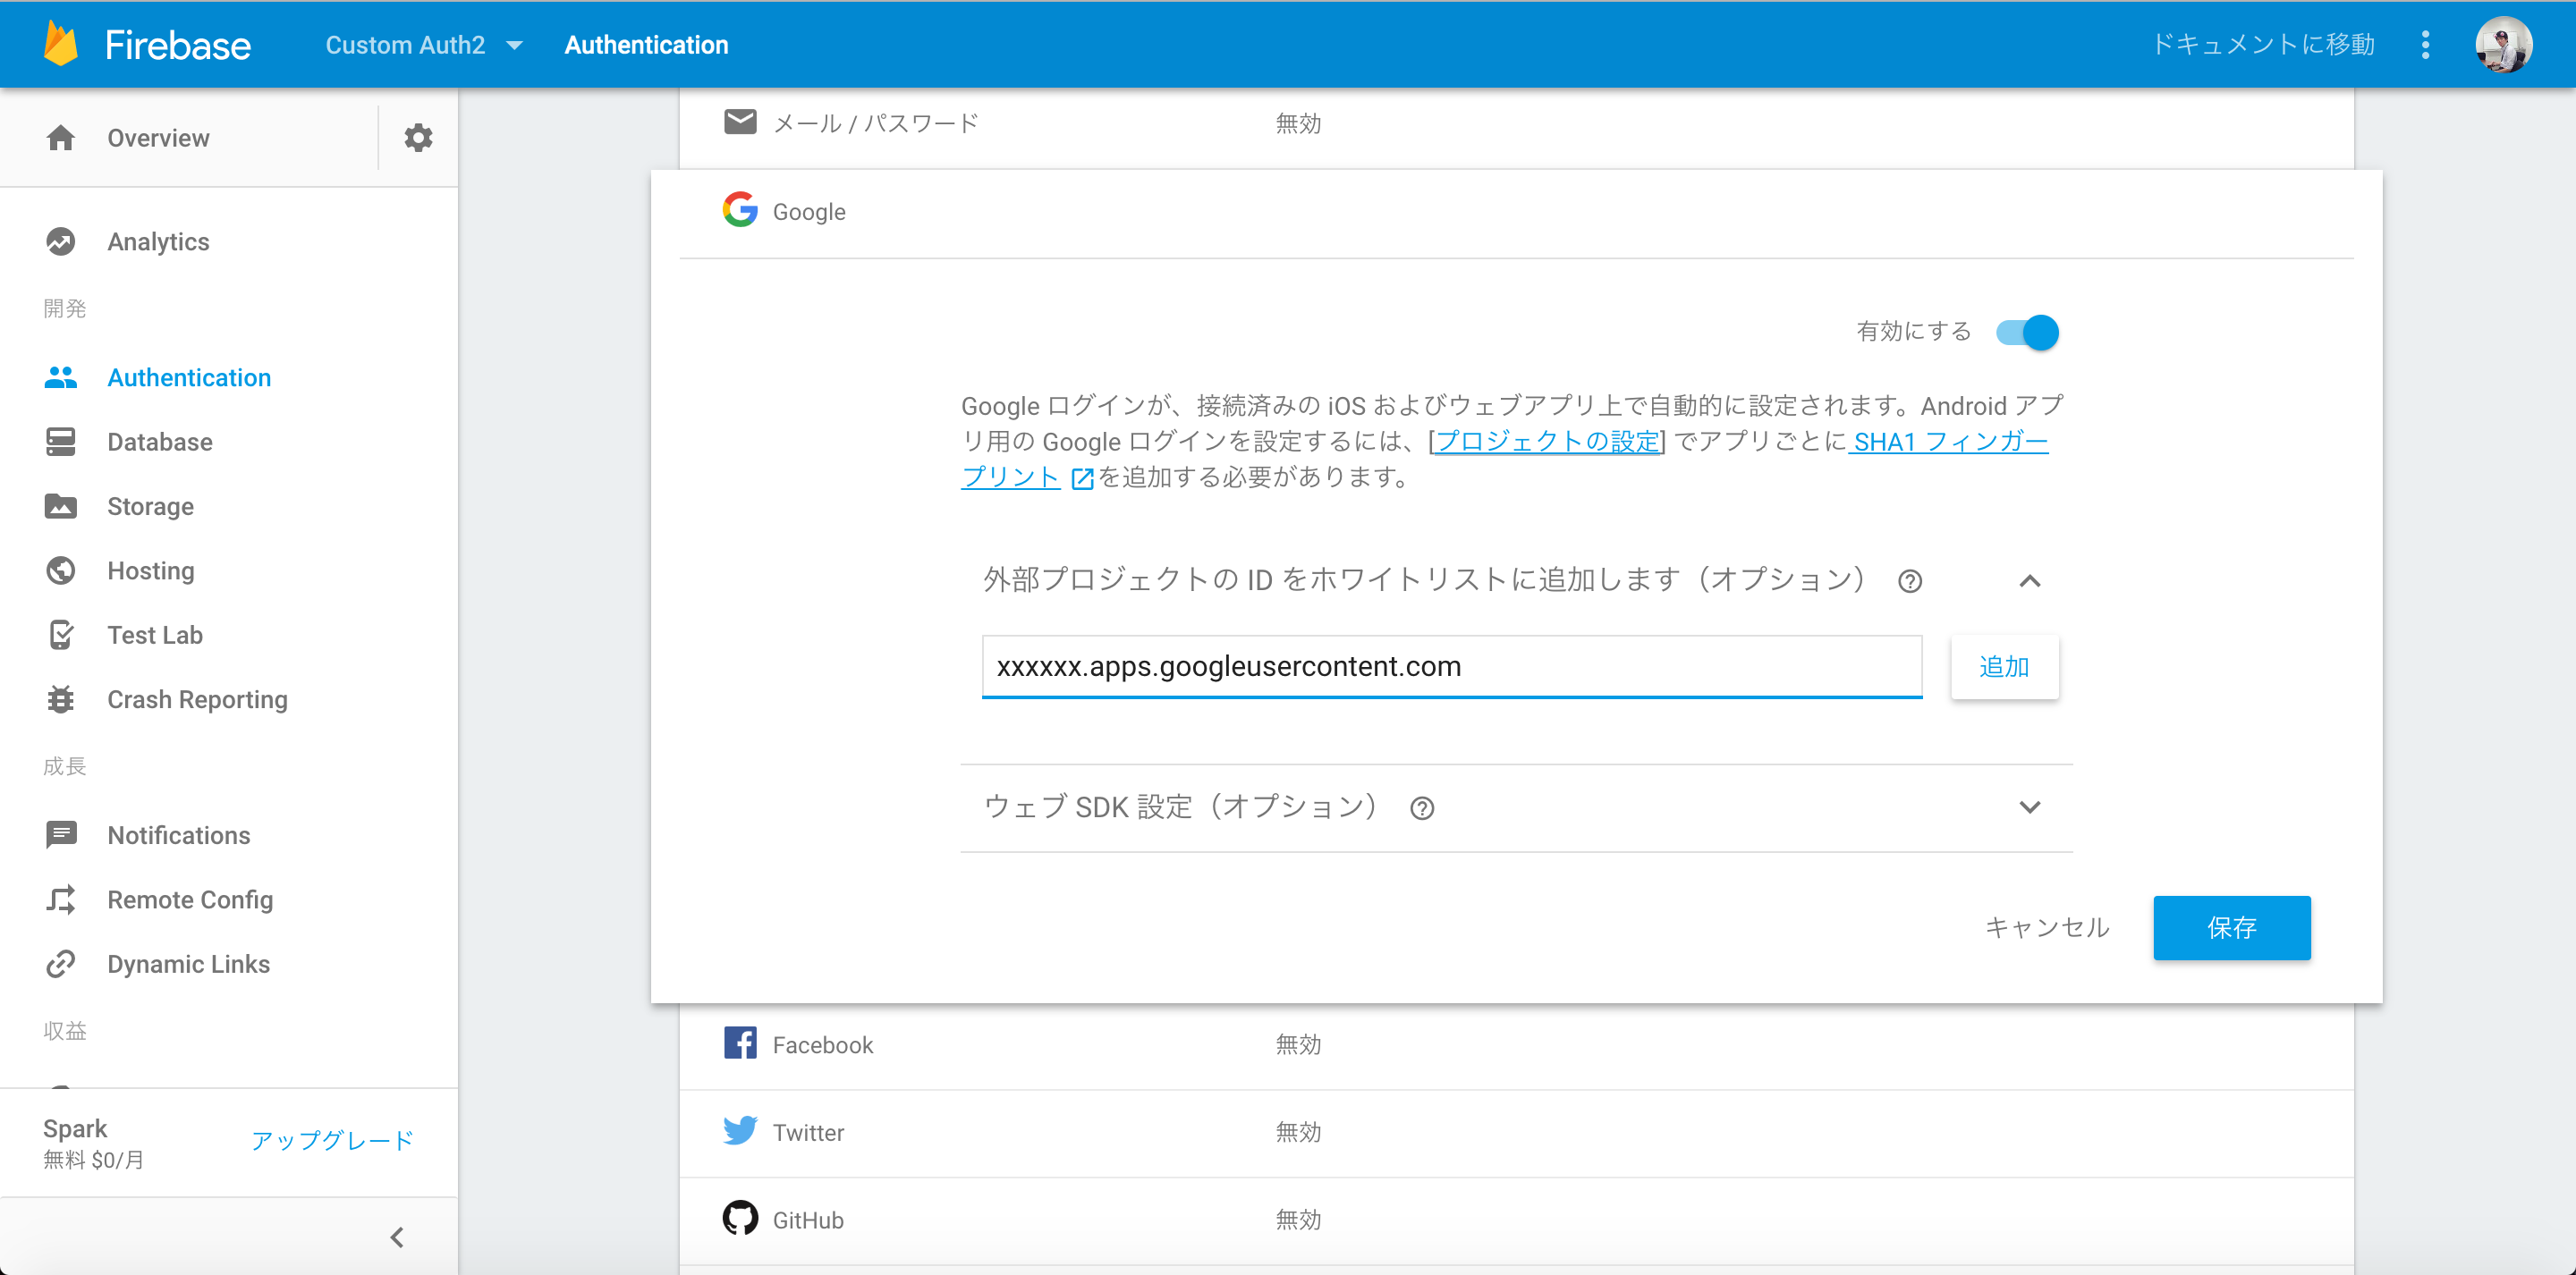 Firebase
Custom Auth2
Authentication
ドキュメントに移動
Overview
Analytics
開発
Authentication
Database
Storage
Hosting
Test Lab
Crash Reporting
成長
Notifications
Remote Config
Dynamic Links
収益
Spark
無料 $0/月
アップグレード
メール / パスワード
無効
Google
有効にする
Google ログインが、接続済みの iOS およびウェブアプリ上で自動的に設定されます。Android アプ
リ用の Google ログインを設定するには、[プロジェクトの設定] でアプリごとに SHA1 フィンガー
プリント を追加する必要があります。
外部プロジェクトの ID をホワイトリストに追加します（オプション）
xxxxxx.apps.googleusercontent.com
追加
ウェブ SDK 設定（オプション）
キャンセル
保存
Facebook
無効
Twitter
無効
GitHub
無効